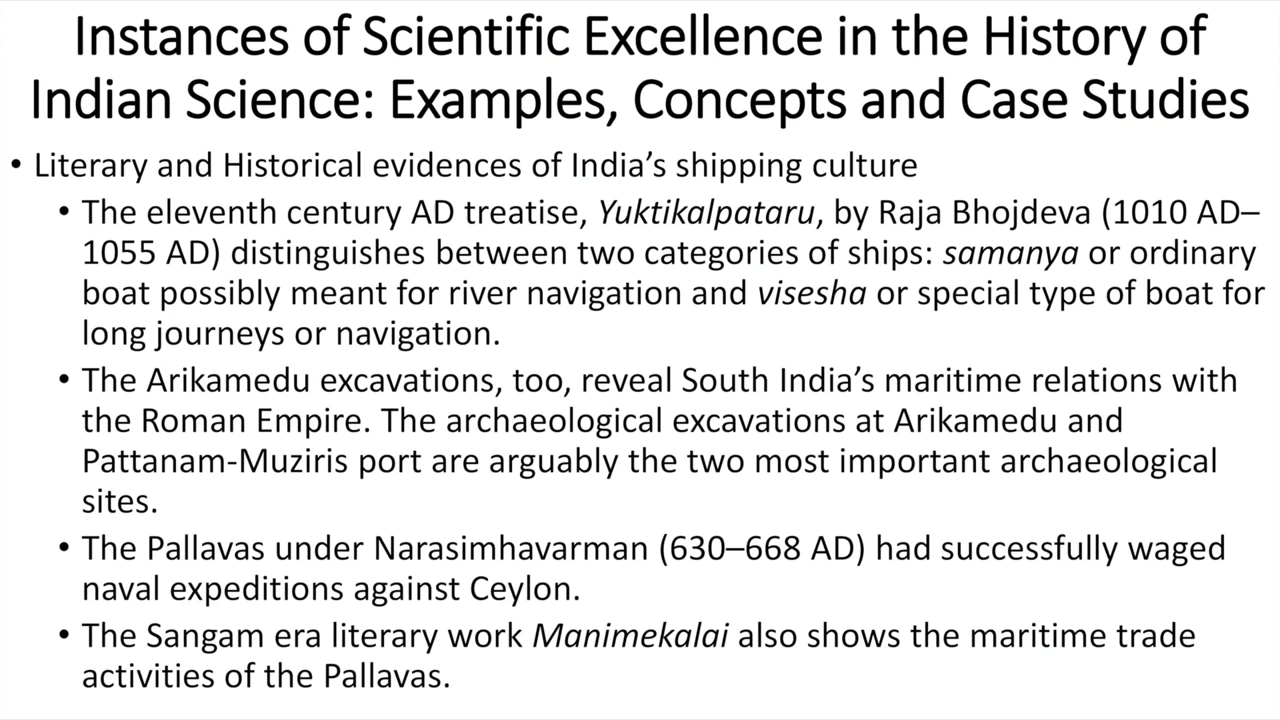 Instances of Scientific Excellence in the History of
Indian Science: Examples, Concepts and Case Studies
• Literary and Historical evidences of India’s shipping culture
• The eleventh century AD treatise, Yuktikalpataru, by Raja Bhojdeva (1010 AD–
1055 AD) distinguishes between two categories of ships: samanya or ordinary
boat possibly meant for river navigation and visesha or special type of boat for
long journeys or navigation.
• The Arikamedu excavations, too, reveal South India’s maritime relations with
the Roman Empire. The archaeological excavations at Arikamedu and
Pattanam-Muziris port are arguably the two most important archaeological
sites.
• The Pallavas under Narasimhavarman (630–668 AD) had successfully waged
naval expeditions against Ceylon.
• The Sangam era literary work Manimekalai also shows the maritime trade
activities of the Pallavas.